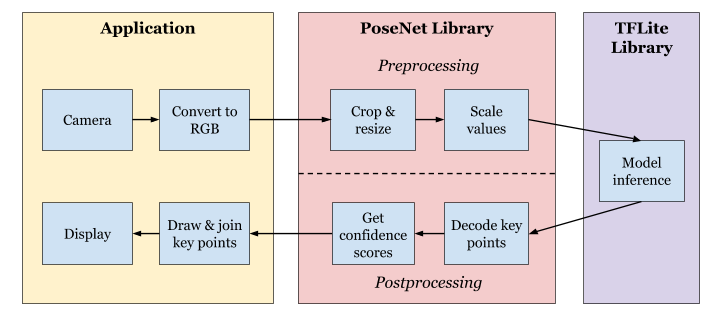 Application
PoseNet Library
TFLite
Library
Preprocessing
Camera
Convert to
RGB
Crop &
resize
Scale
values
Model
inference
Display
Draw & join
key points
Get
confidence
scores
Decode key
points
Postprocessing